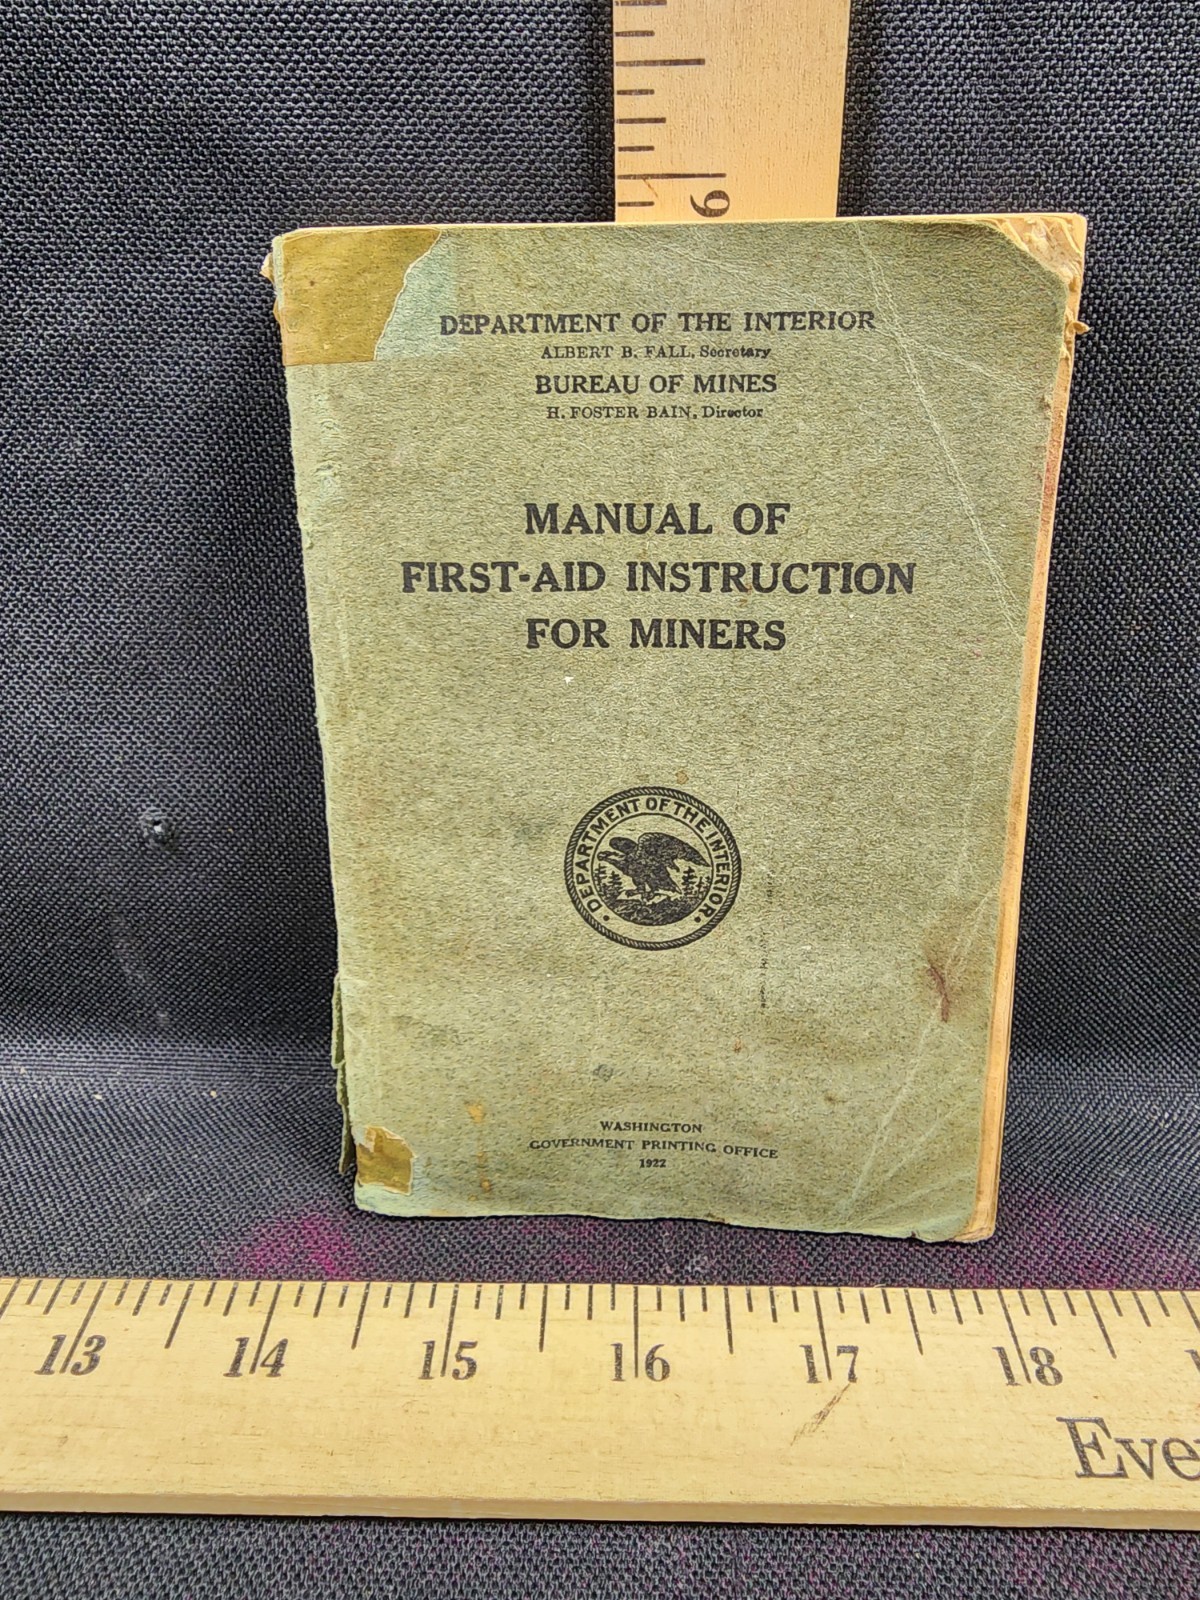 9
DEPARTMENT OF THE INTERIOR
ALBERT B. FALL, Secretary
BUREAU OF MINES
H. FOSTER BAIN, Director
MANUAL OF
FIRST-AID INSTRUCTION
FOR MINERS
DEPARTMENT OF THE INTERIOR
WASHINGTON
GOVERNMENT PRINTING OFFICE
1922
13 14 15 16 17 18
Eve